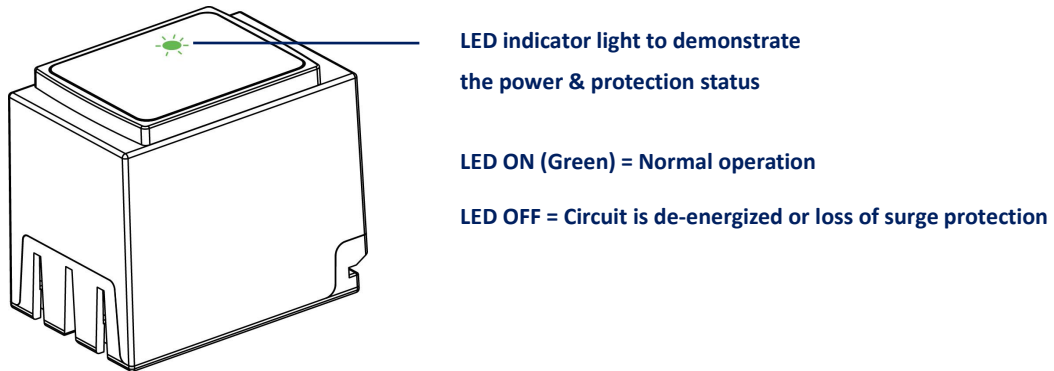 LED indicator light to demonstrate
the power & protection status
LED ON (Green) = Normal operation
LED OFF = Circuit is de-energized or loss of surge protection